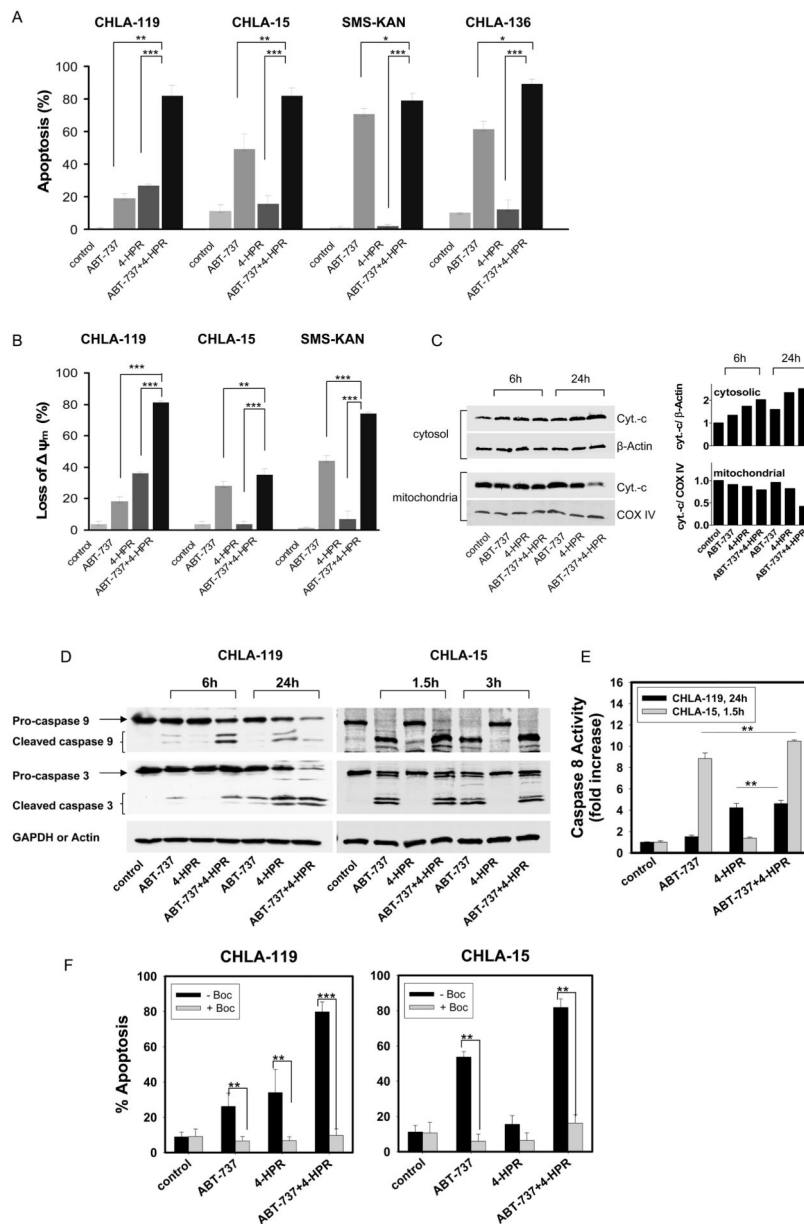 A
CHLA-119 CHLA-15 SMS-KAN CHLA-136
** ** * *
*** *** *** ***
100
80
60
40
20
0
Apoptosis (%)
control ABT-737 4-HPR ABT-737+4-HPR control ABT-737 4-HPR ABT-737+4-HPR control ABT-737 4-HPR ABT-737+4-HPR control ABT-737 4-HPR ABT-737+4-HPR
B
CHLA-119 CHLA-15 SMS-KAN
*** ** ***
*** *** ***
100
80
60
40
20
0
Loss of Δ ψm (%)
control ABT-737 4-HPR ABT-737+4-HPR control ABT-737 4-HPR ABT-737+4-HPR control ABT-737 4-HPR ABT-737+4-HPR
C
6h 24h
cytosol
Cyt.-c
β-Actin
mitochondria
Cyt.-c
COX IV
control ABT-737 4-HPR ABT-737+4-HPR ABT-737 4-HPR ABT-737+4-HPR
6h 24h
cytosolic
2
1
0
cyt.-c/ β-Actin
mitochondrial
1.0
0.5
0.0
cyt.-c/ COX IV
control ABT-737 4-HPR ABT-737+4-HPR ABT-737 4-HPR ABT-737+4-HPR
D
CHLA-119 CHLA-15
6h 24h 1.5h 3h
Pro-caspase 9
Cleaved caspase 9
Pro-caspase 3
Cleaved caspase 3
GAPDH or Actin
control ABT-737 4-HPR ABT-737+4-HPR ABT-737 4-HPR ABT-737+4-HPR control ABT-737 4-HPR ABT-737+4-HPR ABT-737 4-HPR ABT-737+4-HPR
E
16
14
12
10
8
6
4
2
0
Caspase 8 Activity
(fold increase)
CHLA-119, 24h
CHLA-15, 1.5h
**
**
control ABT-737 4-HPR ABT-737+4-HPR
F
CHLA-119 CHLA-15
100
80
60
40
20
0
% Apoptosis
- Boc
+ Boc
** ** ***
control ABT-737 4-HPR ABT-737+4-HPR
- Boc
+ Boc
** **
control ABT-737 4-HPR ABT-737+4-HPR